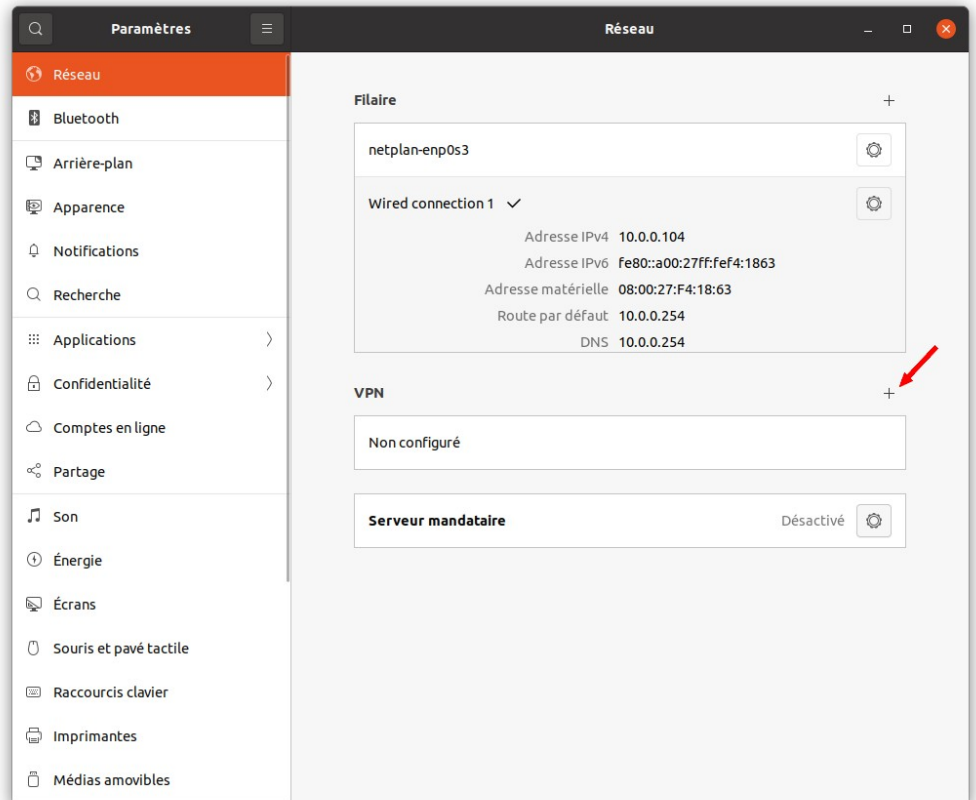 Paramètres
Réseau
Réseau
Bluetooth
Arrière-plan
Apparence
Notifications
Recherche
Applications
Confidentialité
Comptes en ligne
Partage
Son
Énergie
Écrans
Souris et pavé tactile
Raccourcis clavier
Imprimantes
Médias amovibles
Filaire
netplan-enp0s3
Wired connection 1
Adresse IPv4 10.0.0.104
Adresse IPv6 fe80::a00:27ff:fef4:1863
Adresse matérielle 08:00:27:F4:18:63
Route par défaut 10.0.0.254
DNS 10.0.0.254
VPN
Non configuré
Serveur mandataire Désactivé